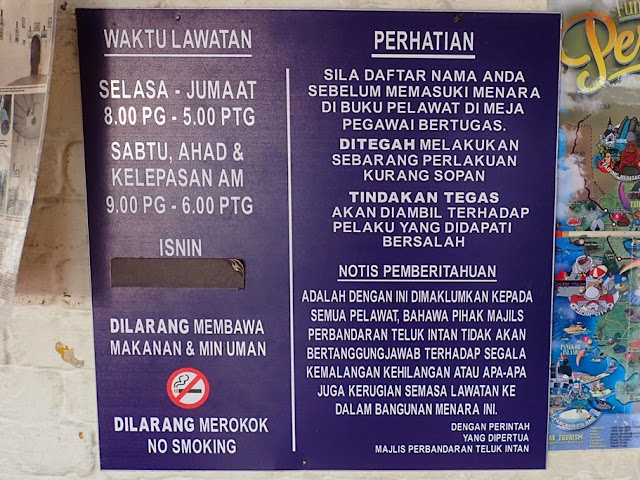 WAKTU LAWATAN
SELASA - JUMAAT
8.00 PG - 5.00 PTG
SABTU, AHAD &
KELEPASAN AM
9.00 PG - 6.00 PTG
ISNIN
DILARANG MEMBAWA
MAKANAN & MINUMAN
DILARANG MEROKOK
NO SMOKING
PERHATIAN
SILA DAFTAR NAMA ANDA
SEBELUM MEMASUKI MENARA
DI BUKU PELAWAT DI MEJA
PEGAWAI BERTUGAS.
DITEGAH MELAKUKAN
SEBARANG PERLAKUAN
KURANG SOPAN
TINDAKAN TEGAS
AKAN DIAMBIL TERHADAP
PELAKU YANG DIDAPATI
BERSALAH
NOTIS PEMBERITAHUAN
ADALAH DENGAN INI DIMAKLUMKAN KEPADA
SEMUA PELAWAT, BAHAWA PIHAK MAJILS
PERBANDARAN TELUK INTAN TIDAK AKAN
BERTANGGUNGJAWAB TERHADAP SEGALA
KEMALANGAN KEHILANGAN ATAU APA-APA
JUGA KERUGIAN SEMASA LAWATAN KE
DALAM BANGUNAN MENARA INI.
DENGAN PERINTAH
YANG DIPERTUA
MAJLIS PERBANDARAN TELUK INTAN
TOURISM